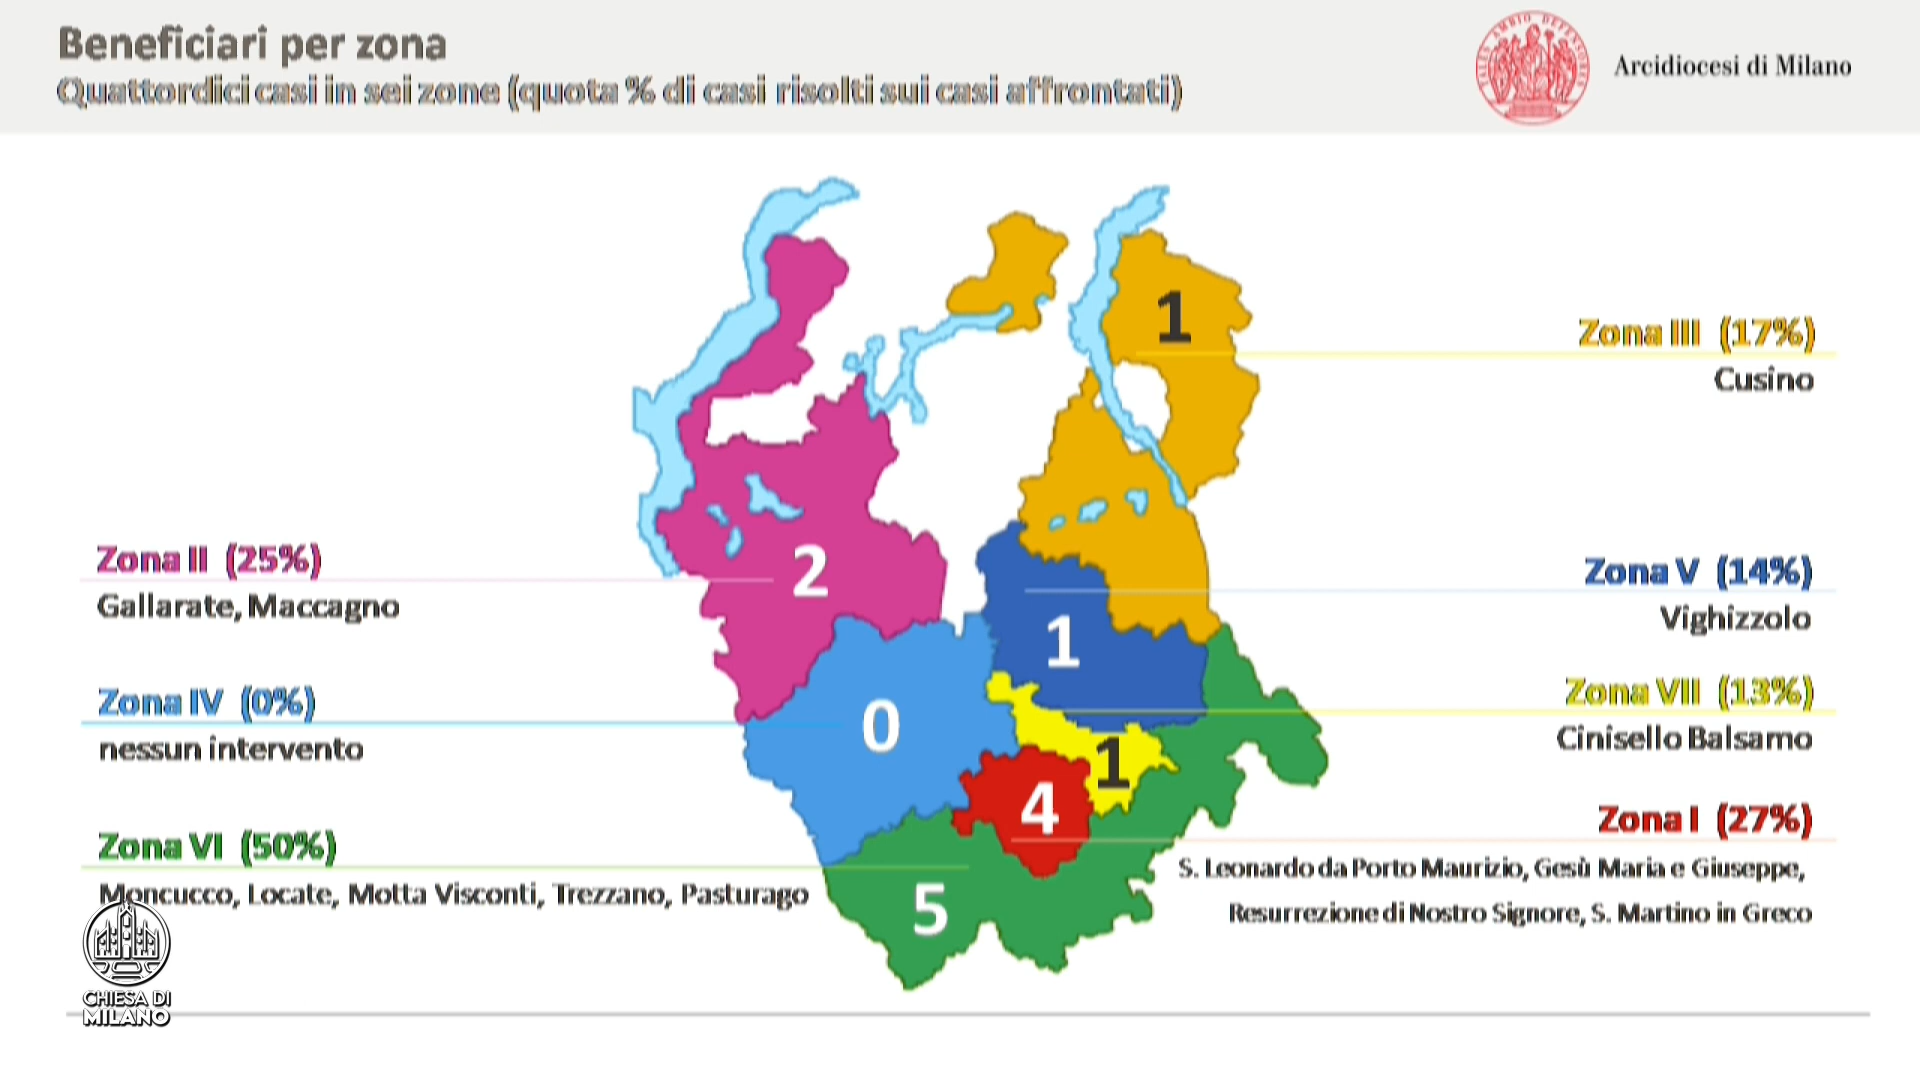 Beneficiari per zona
Quattordici casi in sei zone (quota % di casi risolti sui casi affrontati)
Arcidiocesi di Milano
1
Zona III (17%)
Cusino
Zona II (25%)
Gallarate, Maccagno
2
Zona V (14%)
Vighizzolo
1
Zona IV (0%)
nessun intervento
0
Zona VII (13%)
Cinisello Balsamo
1
Zona VI (50%)
Moncucco, Locate, Motta Visconti, Trezzano, Pasturago
5
4
Zona I (27%)
S. Leonardo da Porto Maurizio, Gesù Maria e Giuseppe,
Resurrezione di Nostro Signore, S. Martino in Greco
CHIESA DI
MILANO